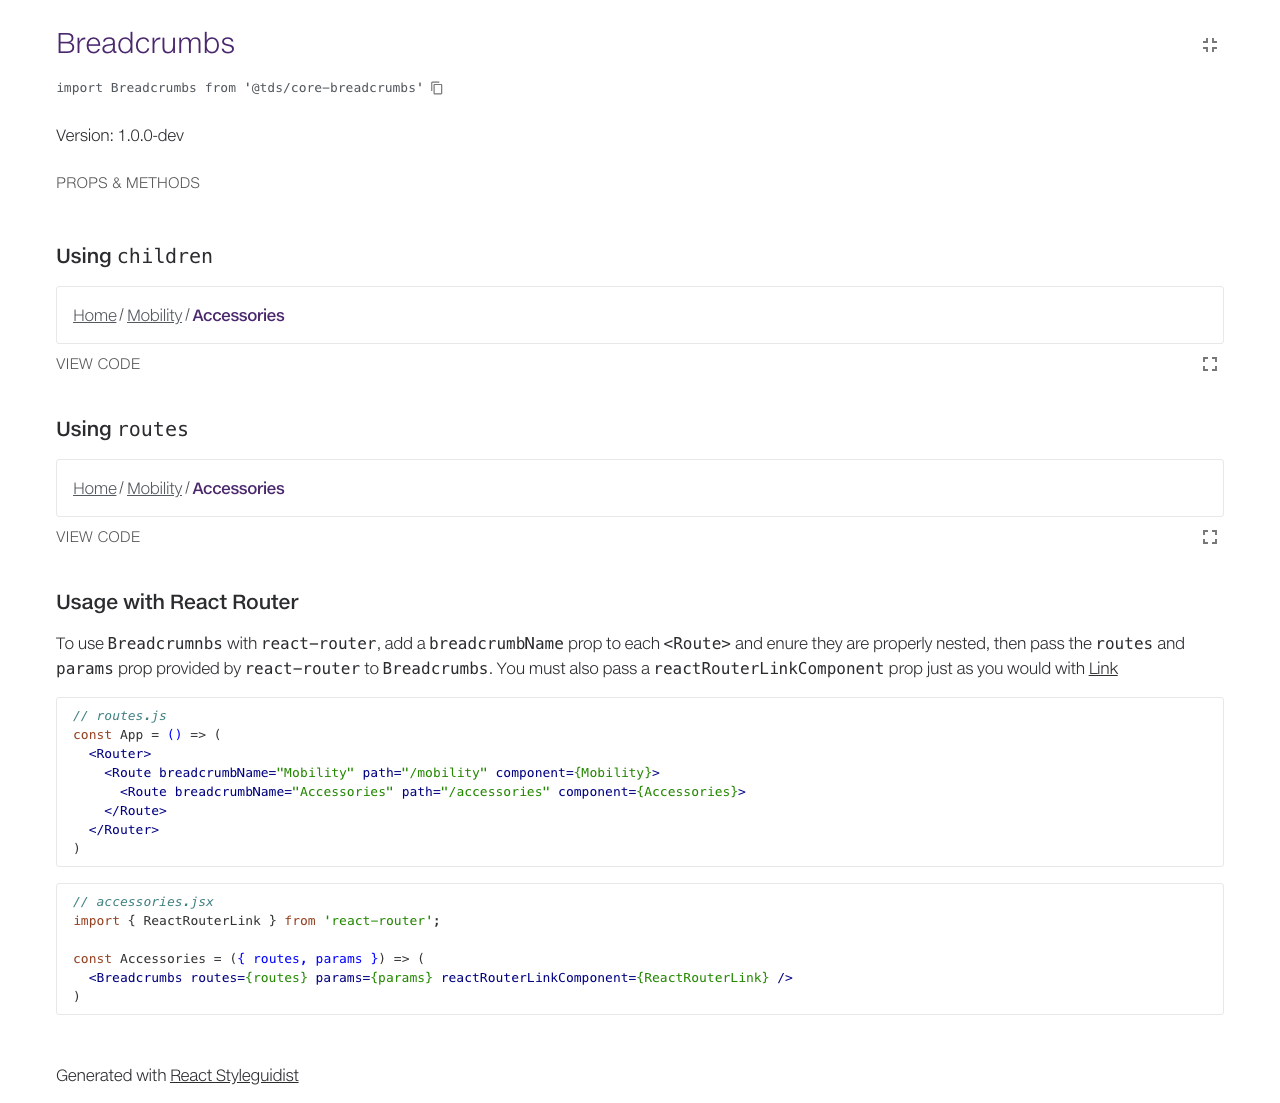 Breadcrumbs
import Breadcrumbs from '@tds/core-breadcrumbs'
Version: 1.0.0-dev
PROPS & METHODS
Using children
Home / Mobility / Accessories
VIEW CODE
Using routes
Home / Mobility / Accessories
VIEW CODE
Usage with React Router
To use Breadcrumnbs with react-router, add a breadcrumbName prop to each <Route> and enure they are properly nested, then pass the routes and
params prop provided by react-router to Breadcrumbs. You must also pass a reactRouterLinkComponent prop just as you would with Link
// routes.js
const App = () => (
  <Router>
    <Route breadcrumbName="Mobility" path="/mobility" component={Mobility}>
      <Route breadcrumbName="Accessories" path="/accessories" component={Accessories}>
    </Route>
  </Router>
)
// accessories.jsx
import { ReactRouterLink } from 'react-router';
const Accessories = ({ routes, params }) => (
  <Breadcrumbs routes={routes} params={params} reactRouterLinkComponent={ReactRouterLink} />
)
Generated with React Styleguidist